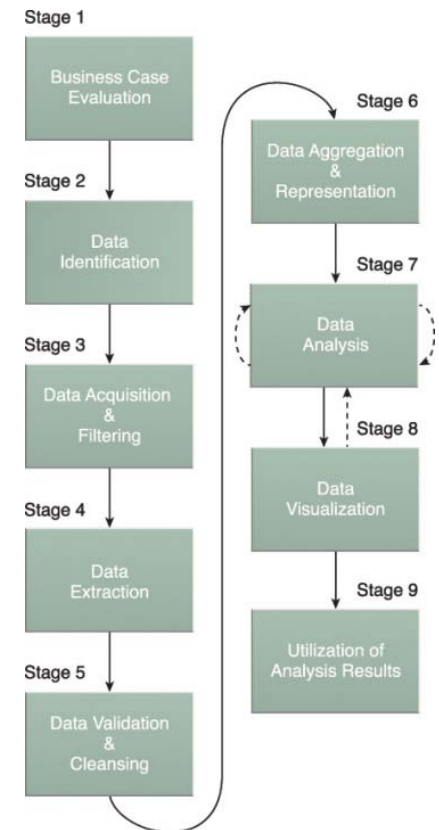 Stage 1
Business Case
Evaluation
Stage 2
Data
Identification
Stage 3
Data Acquisition
&
Filtering
Stage 4
Data
Extraction
Stage 5
Data Validation
&
Cleansing
Stage 6
Data Aggregation
&
Representation
Stage 7
Data
Analysis
Stage 8
Data
Visualization
Stage 9
Utilization of
Analysis Results